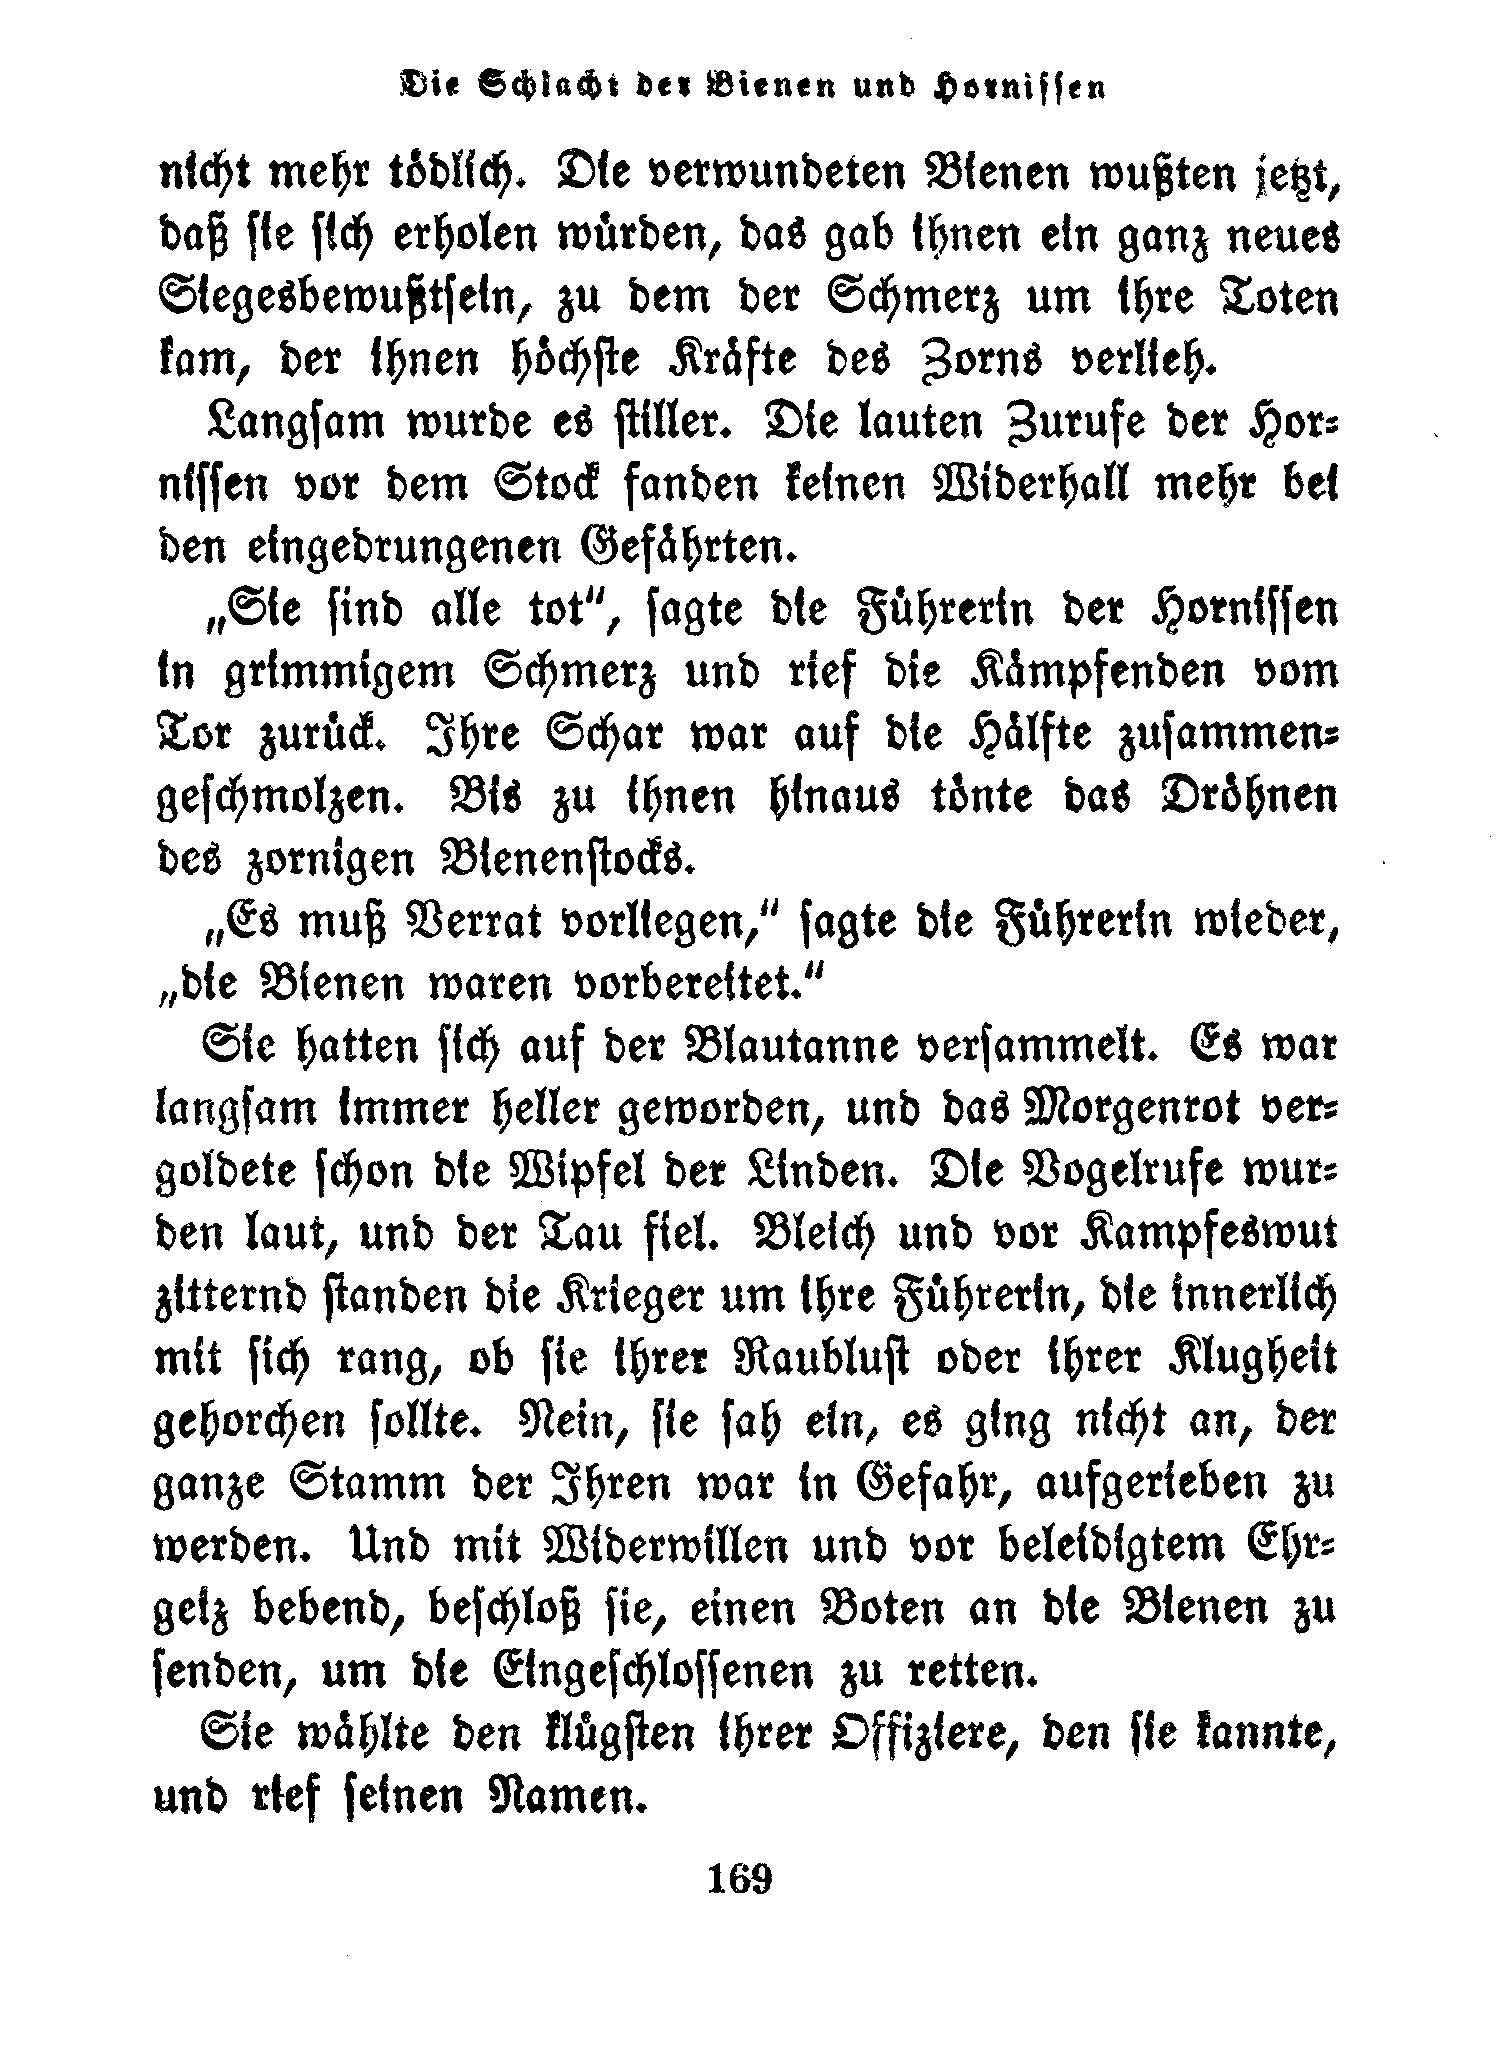 Die Schlacht der Bienen und Hornissen
nicht mehr tödlich. Die verwundeten Bienen wußten jetzt,
daß sie sich erholen würden, das gab ihnen ein ganz neues
Siegesbewußtsein, zu dem der Schmerz um ihre Toten
kam, der ihnen höchste Kräfte des Zorns verlieh.
Langsam wurde es stiller. Die lauten Zurufe der Hor-
nissen vor dem Stock fanden keinen Widerhall mehr bei
den eingedrungenen Gefährten.
„Sie sind alle tot“, sagte die Führerin der Hornissen
in grimmigem Schmerz und rief die Kämpfenden vom
Tor zurück. Ihre Schar war auf die Hälfte zusammen-
geschmolzen. Bis zu ihnen hinaus tönte das Dröhnen
des zornigen Bienenstocks.
„Es muß Verrat vorliegen,“ sagte die Führerin wieder,
„die Bienen waren vorbereitet.“
Sie hatten sich auf der Blautanne versammelt. Es war
langsam immer heller geworden, und das Morgenrot ver-
goldete schon die Wipfel der Linden. Die Vogelrufe wur-
den laut, und der Tau fiel. Bleich und vor Kampfeswut
zitternd standen die Krieger um ihre Führerin, die innerlich
mit sich rang, ob sie ihrer Raublust oder ihrer Klugheit
gehorchen sollte. Nein, sie sah ein, es ging nicht an, der
ganze Stamm der Ihren war in Gefahr, aufgerieben zu
werden. Und mit Widerwillen und vor beleidigtem Ehr-
geiz bebend, beschloß sie, einen Boten an die Bienen zu
senden, um die Eingeschlossenen zu retten.
Sie wählte den klügsten ihrer Offiziere, den sie kannte,
und rief seinen Namen.
169